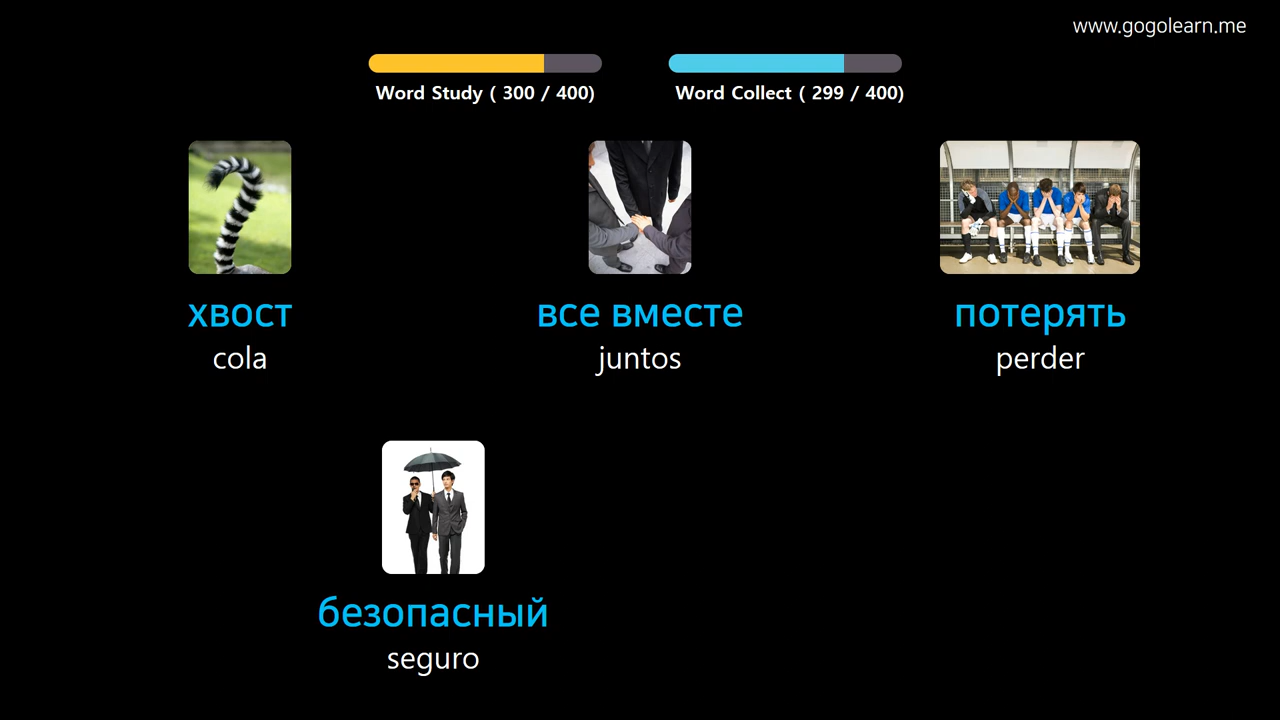 www.gogolearn.me
Word Study ( 300 / 400)
Word Collect ( 299 / 400)
хвост
cola
все вместе
juntos
потерять
perder
безопасный
seguro